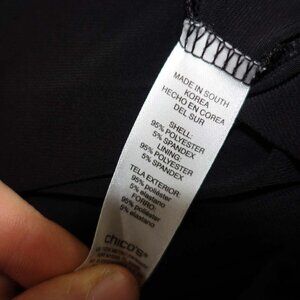 MADE IN SOUTH
KOREA
HECHO EN COREA
DEL SUR
SHELL:
95% POLYESTER
5% SPANDEX
LINING:
95% POLYESTER
5% SPANDEX
TELA EXTERIOR:
95% poliéster
5% elastano
FORRO:
95% poliéster
5% elastano
chico's